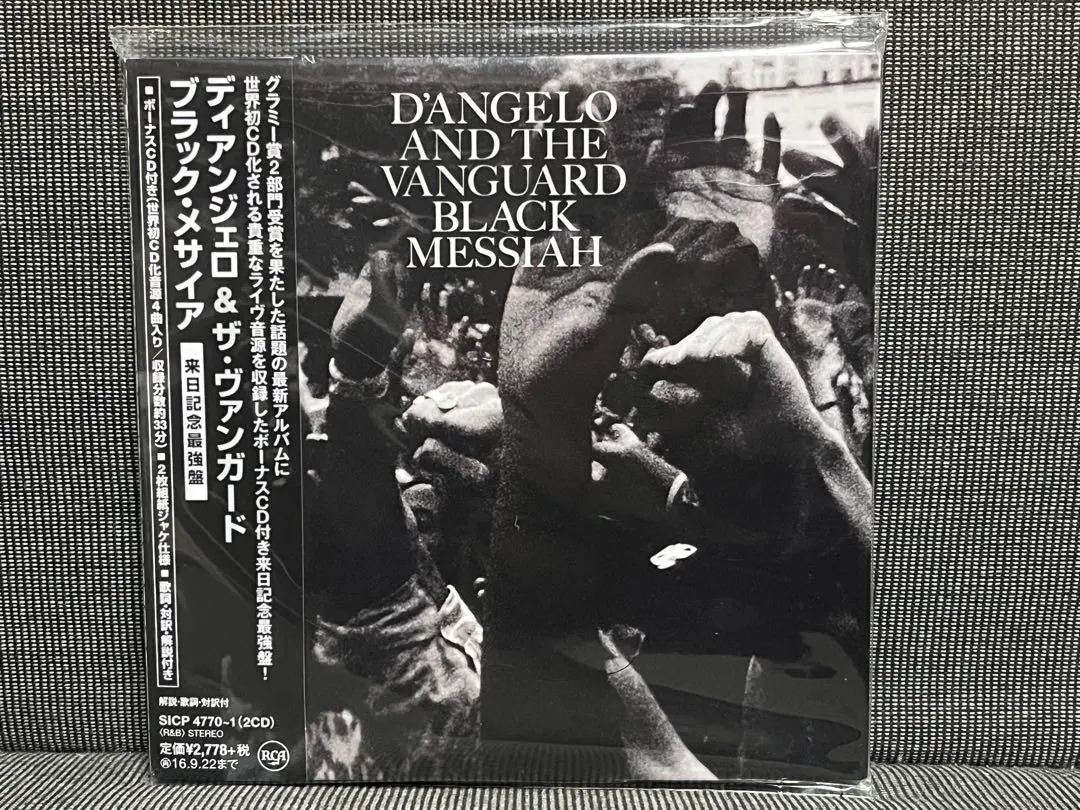 D'ANGELO
AND THE
VANGUARD
BLACK
MESSIAH
グラミー賞2部門受賞を果たした話題の最新アルバムに
世界初CD化される貴重なライヴ音源を収録したボーナスCD付き来日記念最強盤!
ディアンジェロ & ザ・ヴァンガード
ブラック・メサイア 来日記念最強盤
■ ボーナスCD付き(世界初CD化音源4曲入り/収録分数約33分) ■ 2枚組紙ジャケ仕様 ■ 歌詞・対訳・解説付き
解説・歌詞・対訳付
SICP 4770~1 (2CD)
〈R&B〉 STEREO
定価¥2,778+税
Ⓨ16.9.22まで
RCA